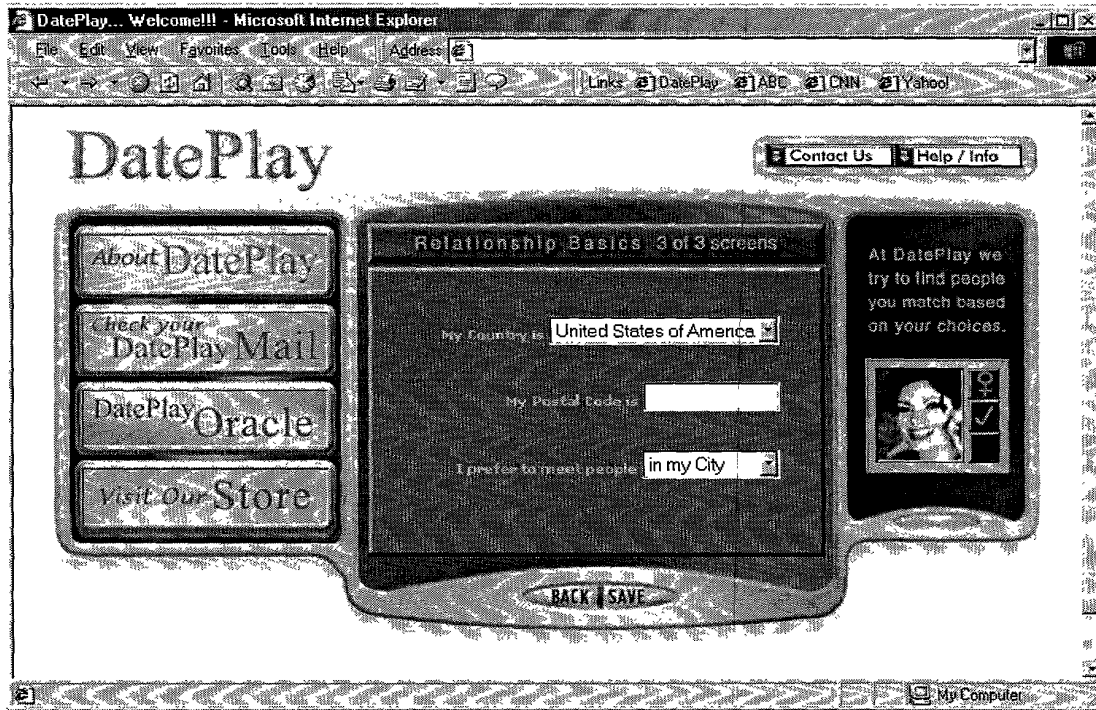 DatePlay... Welcome!!! - Microsoft Internet Explorer
File Edit View Favorites Tools Help Address
Links DatePlay ABC CNN Yahoo!
DatePlay
Contact Us Help / Info
About DatePlay
Check your
DatePlay Mail
DatePlay Oracle
Visit Our Store
Relationship Basics 3 of 3 screens
My Country is United States of America
My Postal Code is
I prefer to meet people in my City
BACK SAVE
At DatePlay we
try to find people
you match based
on your choices.
My Computer